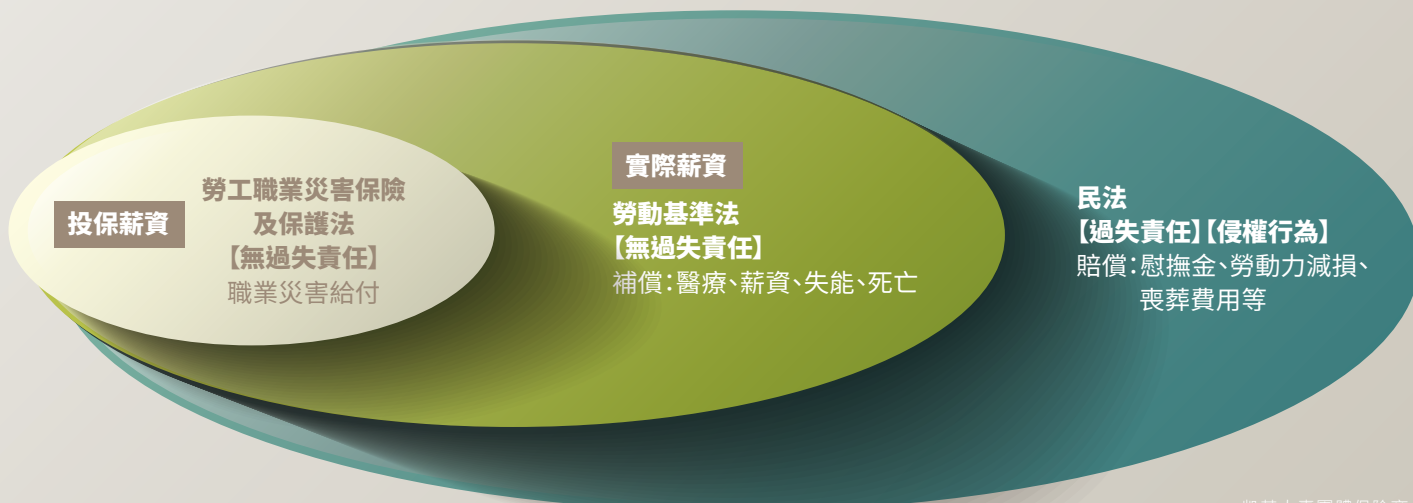 投保薪資
勞工職業災害保險
及保護法
【無過失責任】
職業災害給付
實際薪資
勞動基準法
【無過失責任】
補償：醫療、薪資、失能、死亡
民法
【過失責任】【侵權行為】
賠償：慰撫金、勞動力減損、
喪葬費用等